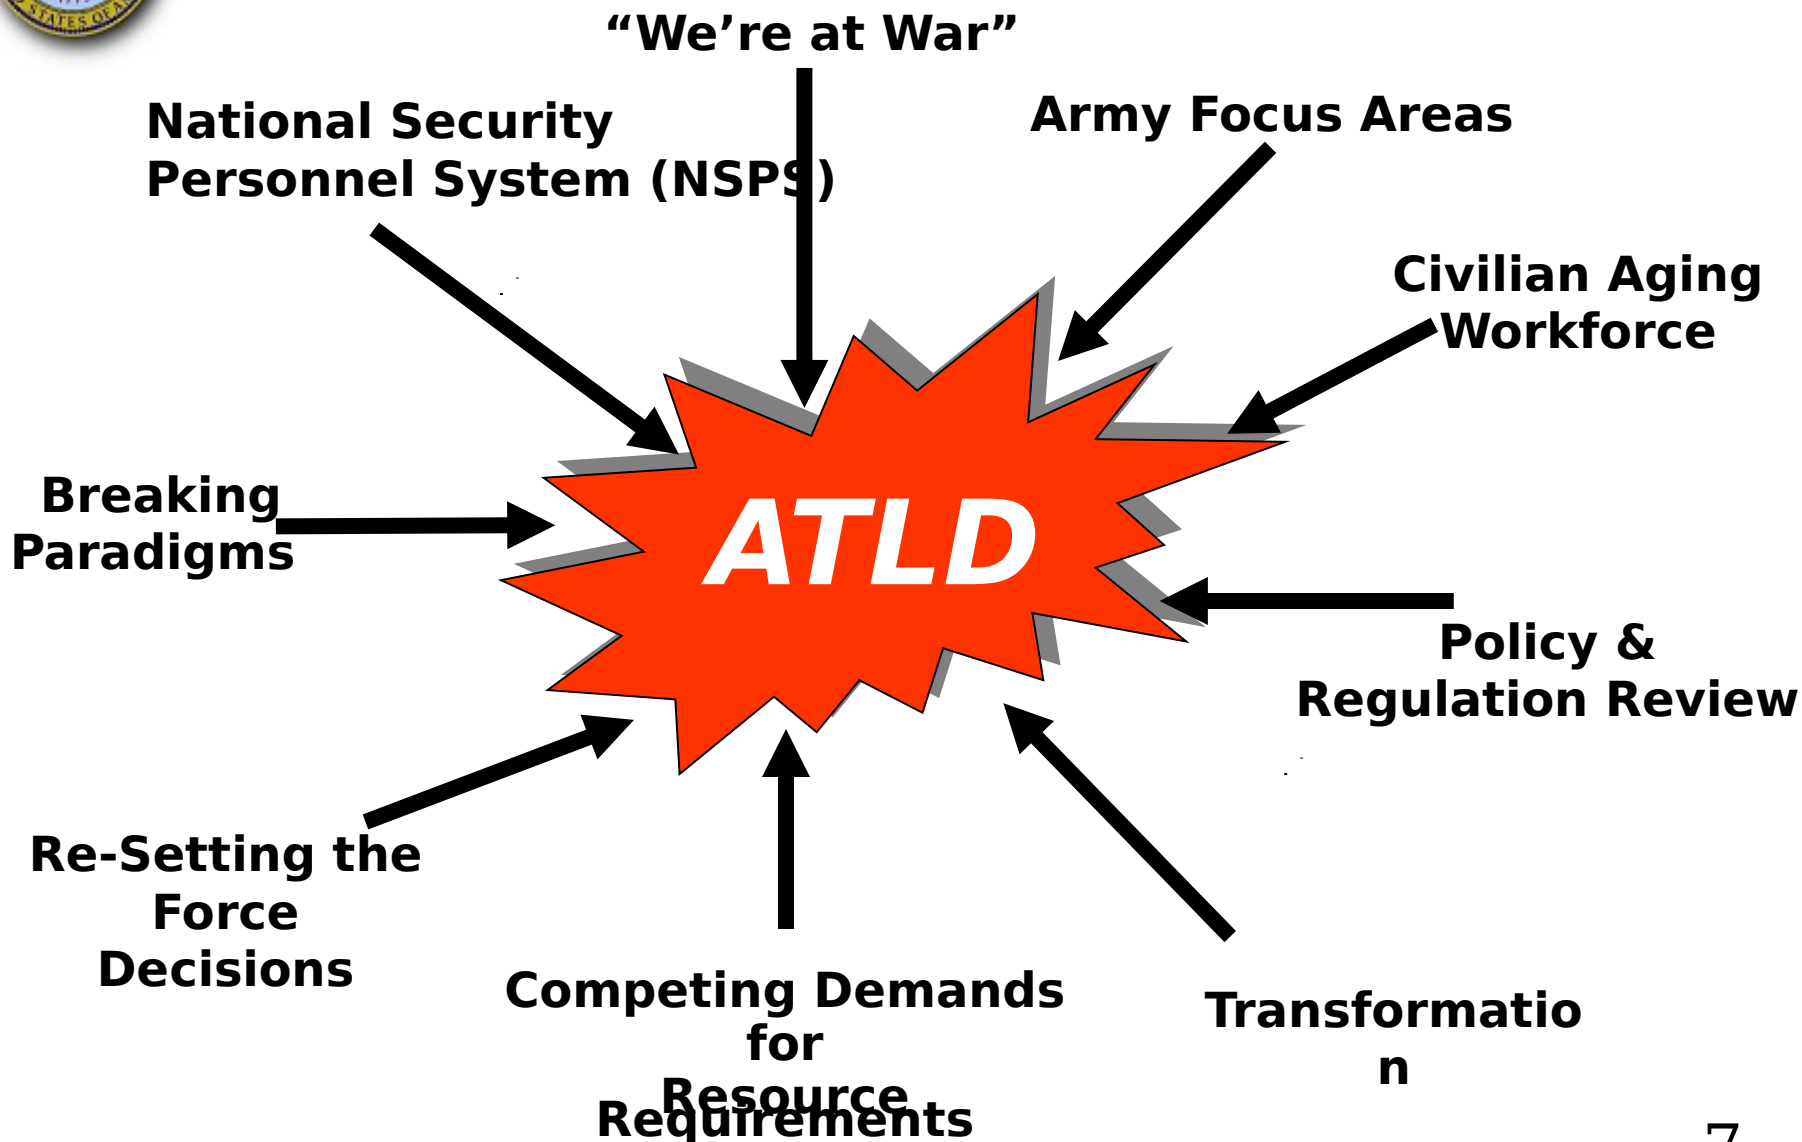 “We’re at War”
National Security
Personnel System (NSPS)
Army Focus Areas
Civilian Aging
Workforce
Breaking
Paradigms
ATLD
Policy &
Regulation Review
Re-Setting the
Force
Decisions
Competing Demands
for
Resource
Requirements
Transformatio
n
7